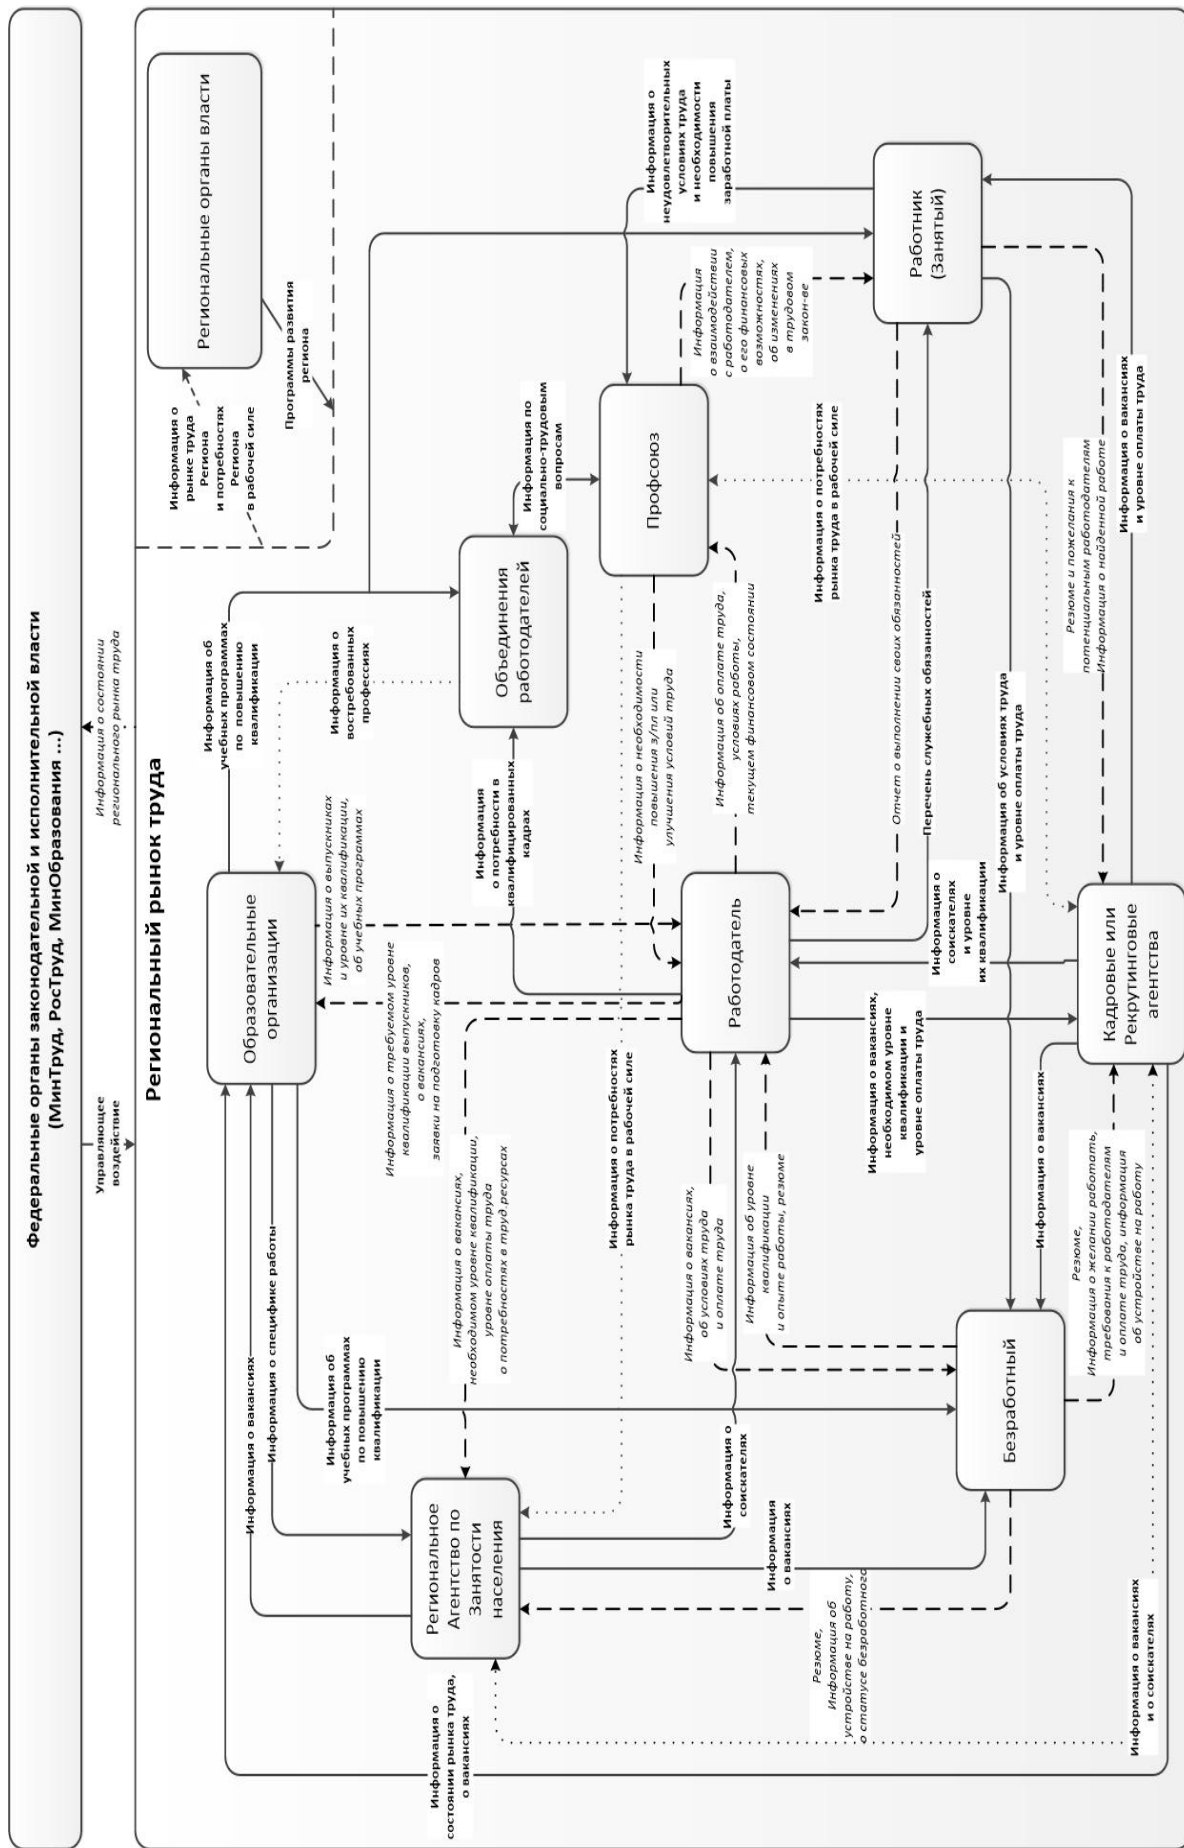 Федеральные органы законодательной и исполнительной власти
(МинТруд, РосТруд, МинОбразования ...)
Управляющее
воздействие
Информация о состоянии
регионального рынка труда
Региональный рынок труда
Региональные органы власти
Информация о
рынке труда
Региона
и потребностях
Региона
в рабочей силе
Программы развития
региона
Образовательные
организации
Информация об
учебных программах
по повышению
квалификации
Информация о
востребованных
профессиях
Информация о выпускниках
и уровне их квалификации,
об учебных программах
Информация о требуемом уровне
квалификации выпускников,
о вакансиях,
заявки на подготовку кадров
Информация о вакансиях
Информация о специфике работы
Информация об
учебных программах
по повышению
квалификации
Информация о вакансиях,
необходимом уровне квалификации,
уровне оплаты труда
о потребностях в труд.ресурсах
Региональное
Агентство по
Занятости
населения
Информация о
состоянии рынка труда,
о вакансиях
Объединения
работодателей
Информация по
социально-трудовым
вопросам
Информация
о потребности в
квалифицированных
кадрах
Профсоюз
Информация о
неудовлетворительных
условиях труда
и необходимости
повышения
заработной платы
Информация
о взаимодействии
с работодателем,
о его финансовых
возможностях,
об изменениях
в трудовом
закон-ве
Информация о необходимости
повышения з/пл или
улучшения условий труда
Информация об оплате труда,
условиях работы,
текущем финансовом состоянии
Информация о потребностях
рынка труда в рабочей силе
Информация о потребностях
рынка труда в рабочей силе
Работодатель
Информация о вакансиях,
об условиях труда
и оплате труда
Информация об уровне
квалификации
и опыте работы, резюме
Информация о
соискателях
Информация
о вакансиях
Резюме,
Информация об
устройстве на работу,
о статусе безработного
Работник
(Занятый)
Отчет о выполнении своих обязанностей
Перечень служебных обязанностей
Информация о
соискателях
и уровне
их квалификации
Информация о вакансиях,
необходимом уровне
квалификации и
уровне оплаты труда
Информация об условиях труда
и уровне оплаты труда
Безработный
Информация о вакансиях
Резюме,
Информация о желании работать,
требования к работодателям
и оплате труда, информация
об устройстве на работу
Резюме и пожелания к
потенциальным работодателям
Информация о найденной работе
Информация о вакансиях
и уровне оплаты труда
Кадровые или
Рекрутинговые
агентства
Информация о вакансиях
и о соискателях